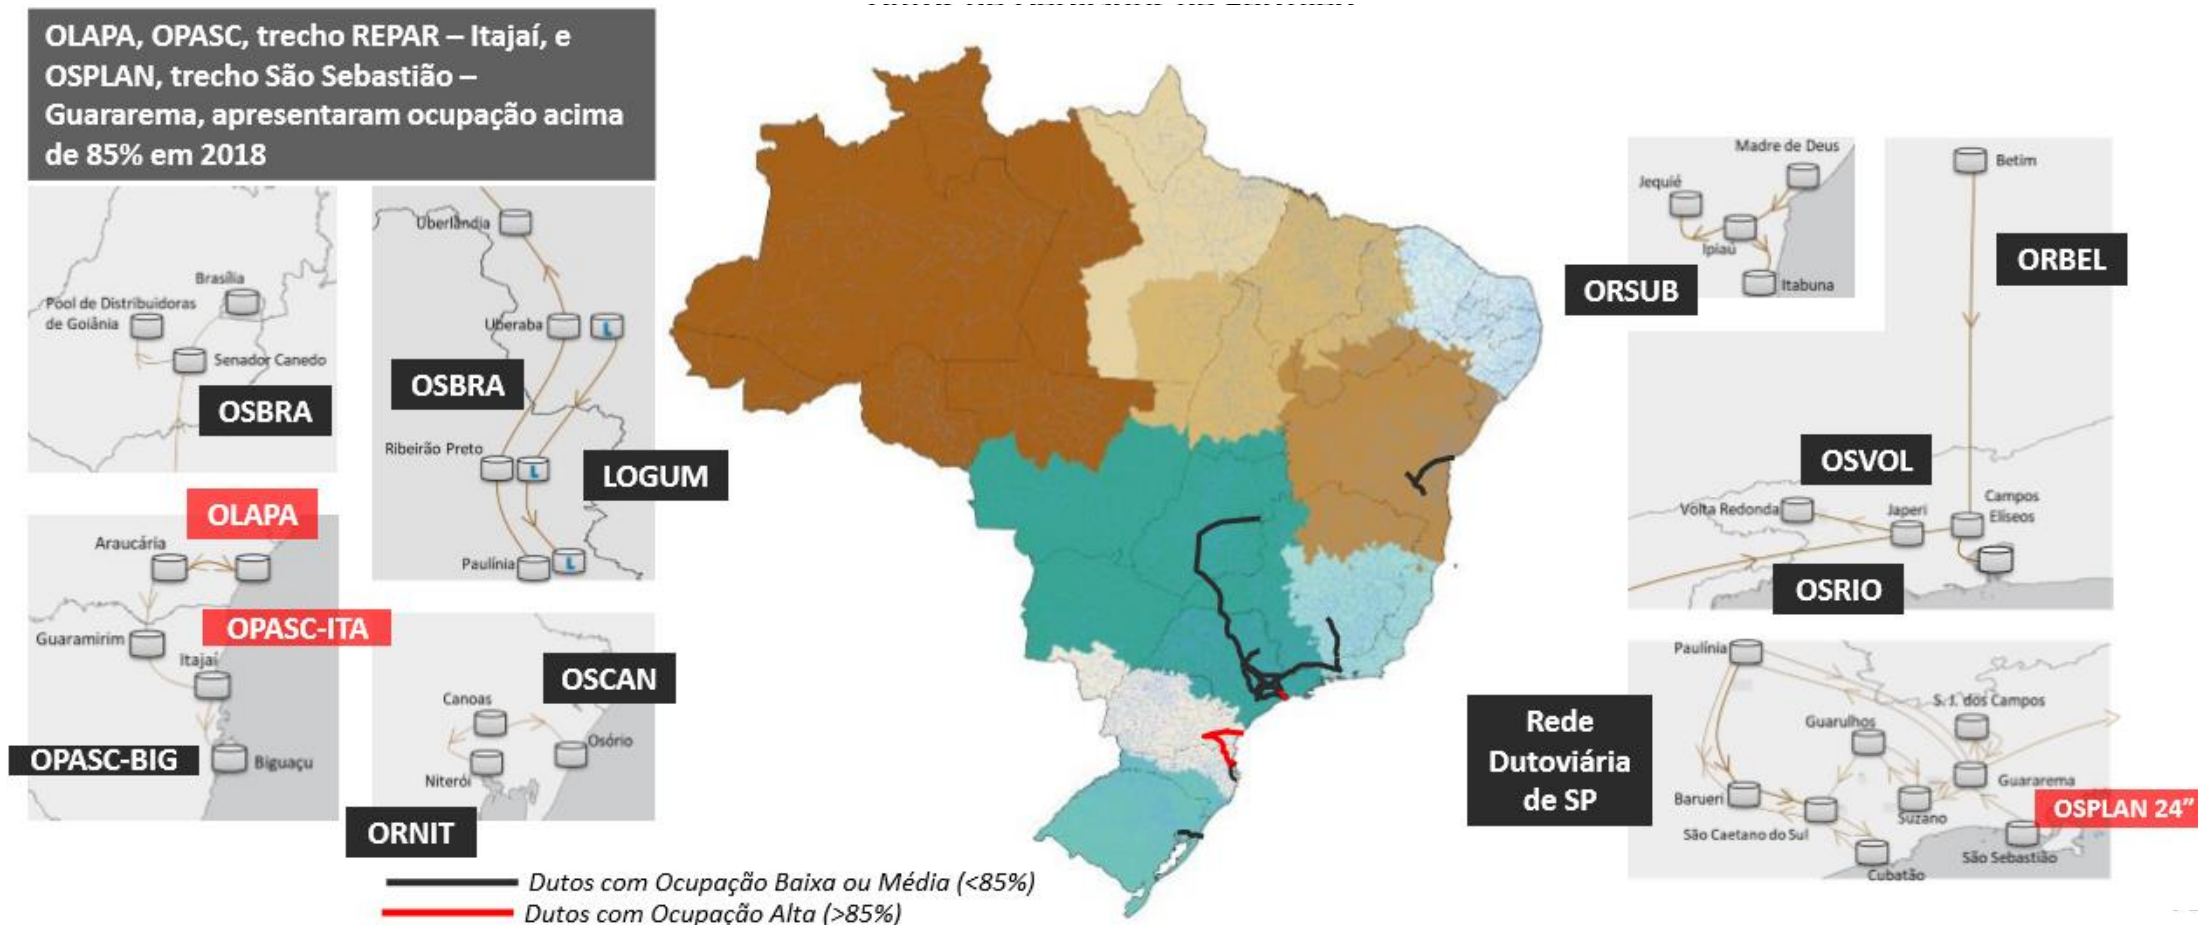 OLAPA, OPASC, trecho REPAR – Itajaí, e
OSPLAN, trecho São Sebastião –
Guararema, apresentaram ocupação acima
de 85% em 2018
Brasília
Pool de Distribuidoras
de Goiânia
Senador Canedo
OSBRA
Uberlândia
Uberaba
L
OSBRA
Ribeirão Preto
L
LOGUM
Paulínia
L
OLAPA
Araucária
OPASC-ITA
Guaramirim
Itajaí
OPASC-BIG
Biguaçu
OSCAN
Canoas
Osório
Niterói
ORNIT
Dutos com Ocupação Baixa ou Média (<85%)
Dutos com Ocupação Alta (>85%)
Madre de Deus
Jequié
Ipiaú
Itabuna
ORSUB
Betim
ORBEL
OSVOL
Volta Redonda
Japeri
Campos
Elíseos
OSRIO
Rede
Dutoviária
de SP
Paulínia
S. J. dos Campos
Guarulhos
Guararema
Barueri
Suzano
OSPLAN 24”
São Caetano do Sul
São Sebastião
Cubatão